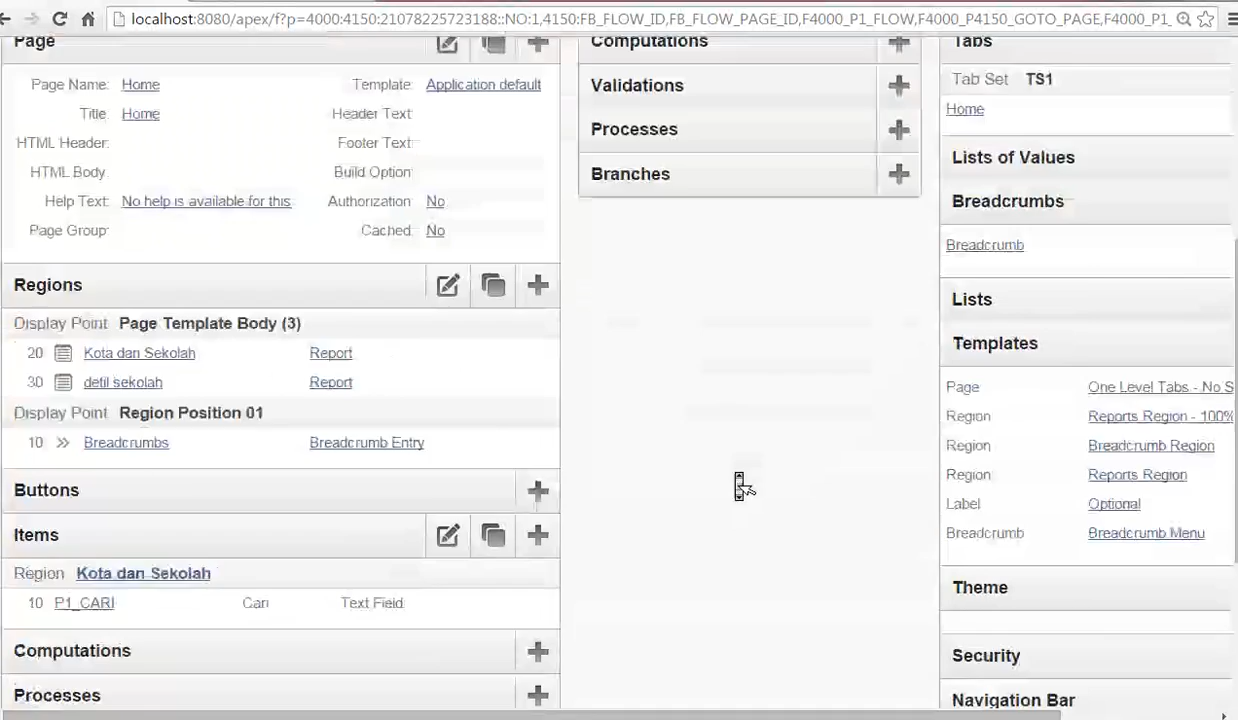 localhost:8080/apex/f?p=4000:4150:21078225723188::NO:1,4150:FB_FLOW_ID,FB_FLOW_PAGE_ID,F4000_P1_FLOW,F4000_P4150_GOTO_PAGE,F4000_P1_
Page
Page Name: Home Template: Application default
Title: Home Header Text:
HTML Header: Footer Text:
HTML Body: Build Option:
Help Text: No help is available for this Authorization: No
Page Group: Cached: No
Regions
Display Point: Page Template Body (3)
20 Kota dan Sekolah Report
30 detil sekolah Report
Display Point: Region Position 01
10 Breadcrumbs Breadcrumb Entry
Buttons
Items
Region: Kota dan Sekolah
10 P1_CARI Cari Text Field
Computations
Processes
Computations
Validations
Processes
Branches
Tabs
Tab Set: TS1
Home
Lists of Values
Breadcrumbs
Breadcrumb
Lists
Templates
Page One Level Tabs - No S
Region Reports Region - 100%
Region Breadcrumb Region
Region Reports Region
Label Optional
Breadcrumb Breadcrumb Menu
Theme
Security
Navigation Bar